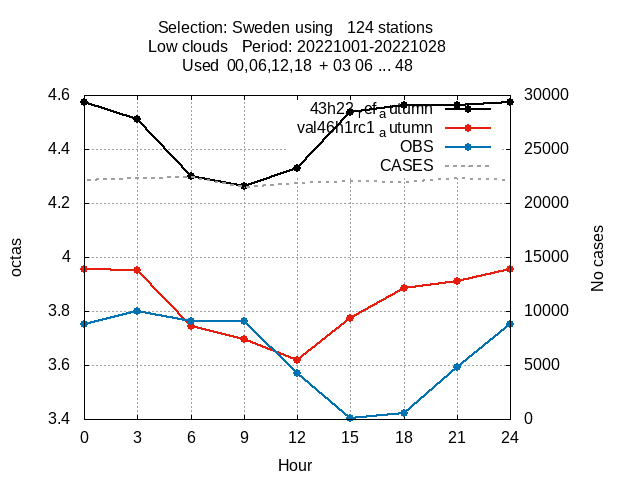 Selection: Sweden using 124 stations
Low clouds Period: 20221001-20221028
Used 00,06,12,18 + 03 06 ... 48
4.6
4.4
4.2
4
3.8
3.6
3.4
octas
43h22_ref_autumn
val46h1rc1_autumn
OBS
CASES
30000
25000
20000
15000
10000
5000
0
No cases
0 3 6 9 12 15 18 21 24
Hour